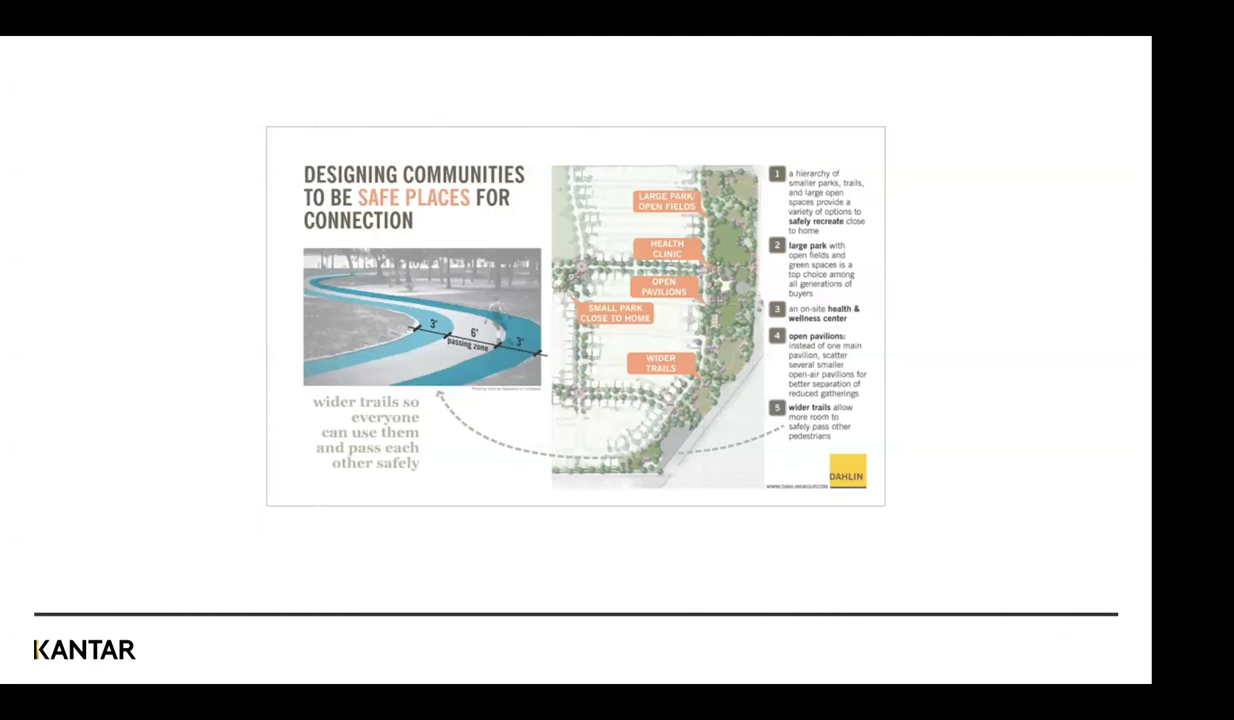 DESIGNING COMMUNITIES
TO BE SAFE PLACES FOR
CONNECTION
3'
6'
3'
passing zone
wider trails so
everyone
can use them
and pass each
other safely
LARGE PARK/
OPEN FIELDS
HEALTH
CLINIC
OPEN
PAVILIONS
SMALL PARK
CLOSE TO HOME
WIDER
TRAILS
1
a hierarchy of
smaller parks, trails,
and large open
spaces provide a
variety of options to
safely recreate close
to home
2
large park with
open fields and
green spaces is a
top choice among
all generations of
buyers
3
an on-site health &
wellness center
4
open pavilions:
instead of one main
pavilion, scatter
several smaller
open-air pavilions for
better separation of
reduced gatherings
5
wider trails allow
more room to
safely pass other
pedestrians
DAHLIN
WWW.DAHLINGROUP.COM
KANTAR